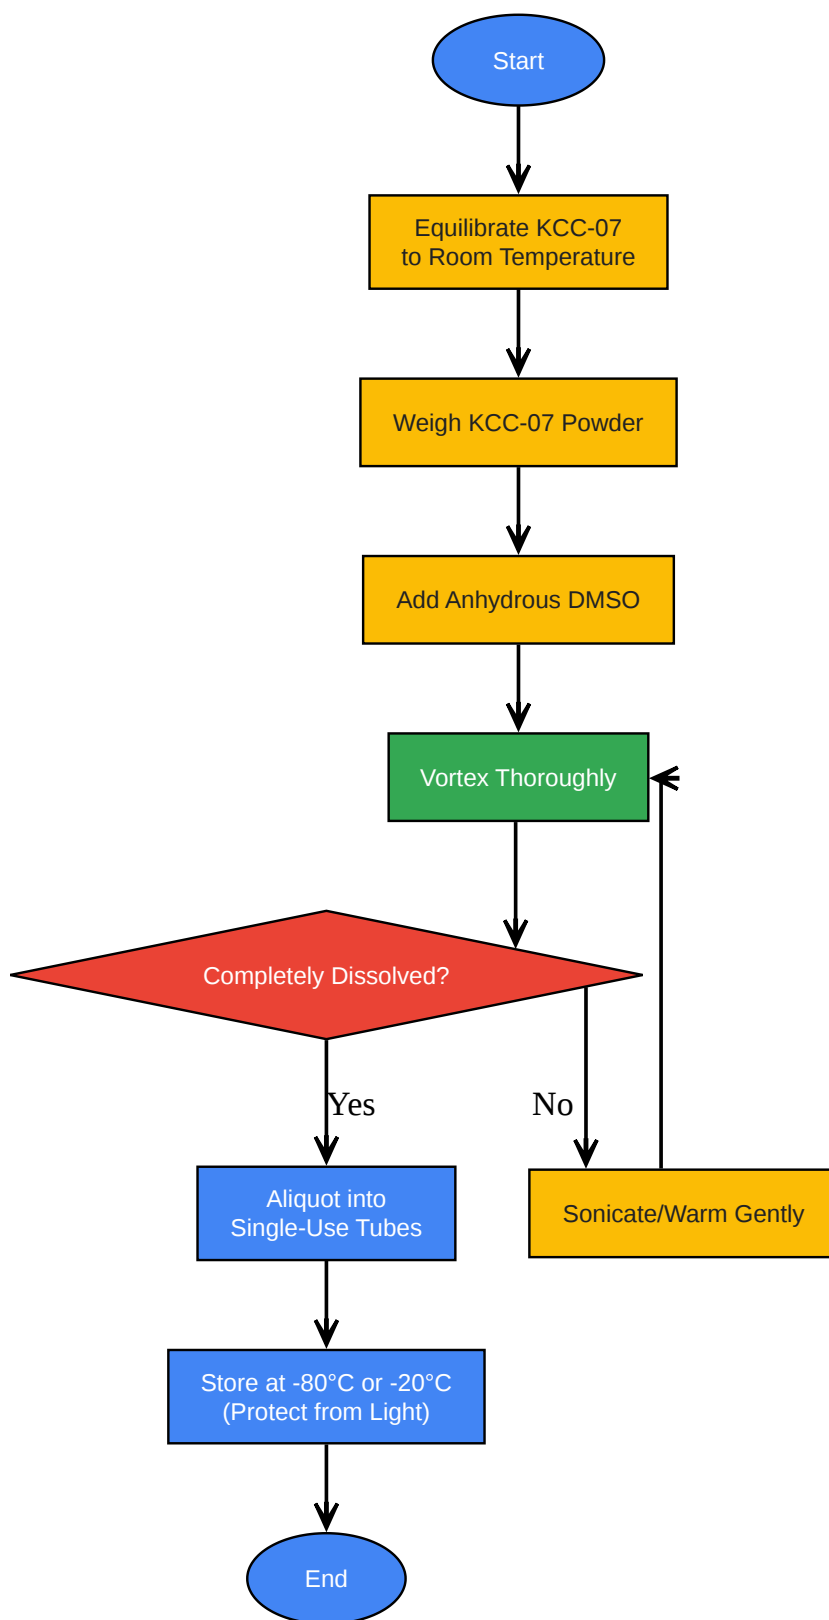 Start
Equilibrate KCC-07
to Room Temperature
Weigh KCC-07 Powder
Add Anhydrous DMSO
Vortex Thoroughly
Completely Dissolved?
Yes
No
Aliquot into
Single-Use Tubes
Sonicate/Warm Gently
Store at -80°C or -20°C
(Protect from Light)
End